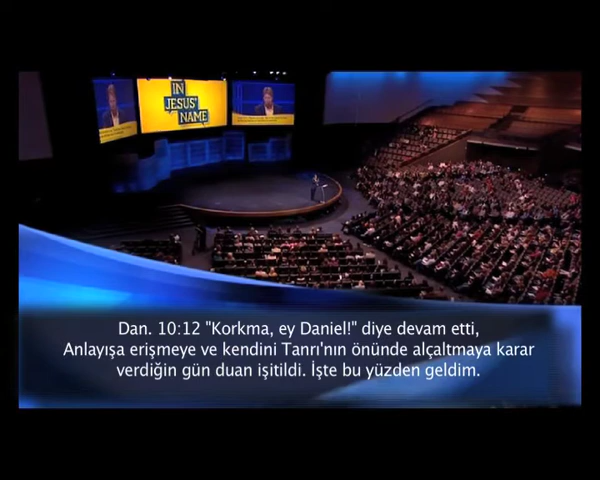 IN
JESUS'
NAME
Dan. 10:12 "Korkma, ey Daniel!" diye devam etti,
Anlayışa erişmeye ve kendini Tanrı'nın önünde alçaltmaya karar
verdiğin gün duan işitildi. İşte bu yüzden geldim.